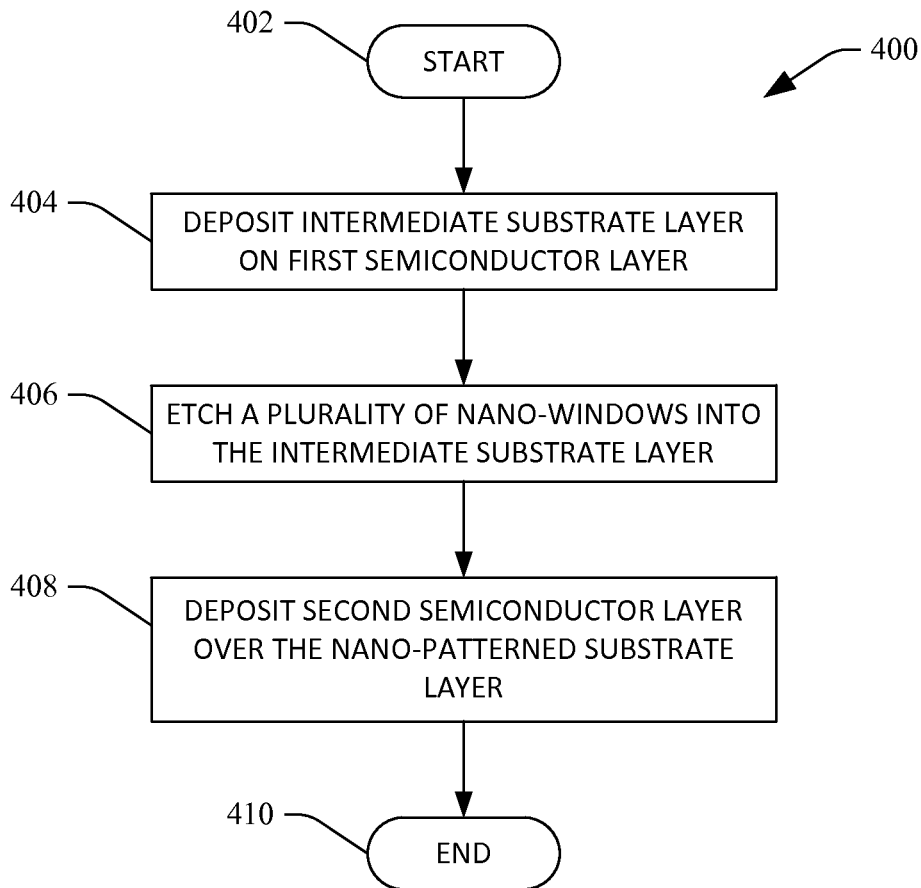 402
START
400
404
DEPOSIT INTERMEDIATE SUBSTRATE LAYER
ON FIRST SEMICONDUCTOR LAYER
406
ETCH A PLURALITY OF NANO-WINDOWS INTO
THE INTERMEDIATE SUBSTRATE LAYER
408
DEPOSIT SECOND SEMICONDUCTOR LAYER
OVER THE NANO-PATTERNED SUBSTRATE
LAYER
410
END